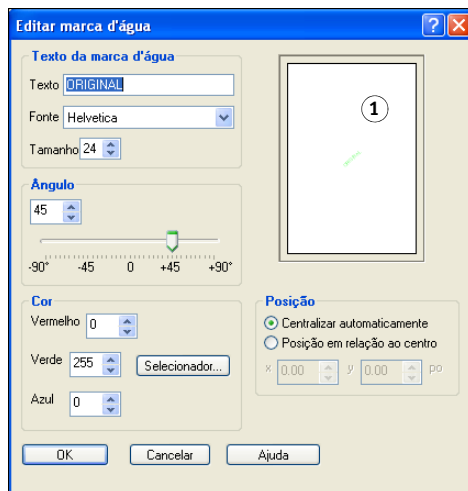 Editar marca d'água
Texto da marca d'água
Texto ORIGINAL
Fonte Helvetica
Tamanho 24
1
Ângulo
45
-90° -45 0 +45 +90°
Cor
Vermelho 0
Verde 255 Selecionador...
Azul 0
Posição
Centralizar automaticamente
Posição em relação ao centro
x 0.00 y 0.00 po
OK Cancelar Ajuda